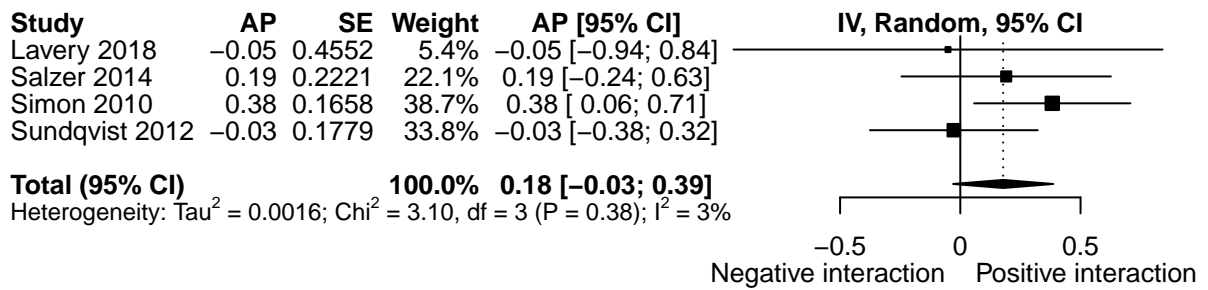 Study AP SE Weight AP [95% CI] IV, Random, 95% CI
Lavery 2018 −0.05 0.4552 5.4% −0.05 [−0.94; 0.84]
Salzer 2014 0.19 0.2221 22.1% 0.19 [−0.24; 0.63]
Simon 2010 0.38 0.1658 38.7% 0.38 [ 0.06; 0.71]
Sundqvist 2012 −0.03 0.1779 33.8% −0.03 [−0.38; 0.32]
Total (95% CI) 100.0% 0.18 [−0.03; 0.39]
Heterogeneity: Tau² = 0.0016; Chi² = 3.10, df = 3 (P = 0.38); I² = 3%
−0.5 0 0.5
Negative interaction Positive interaction